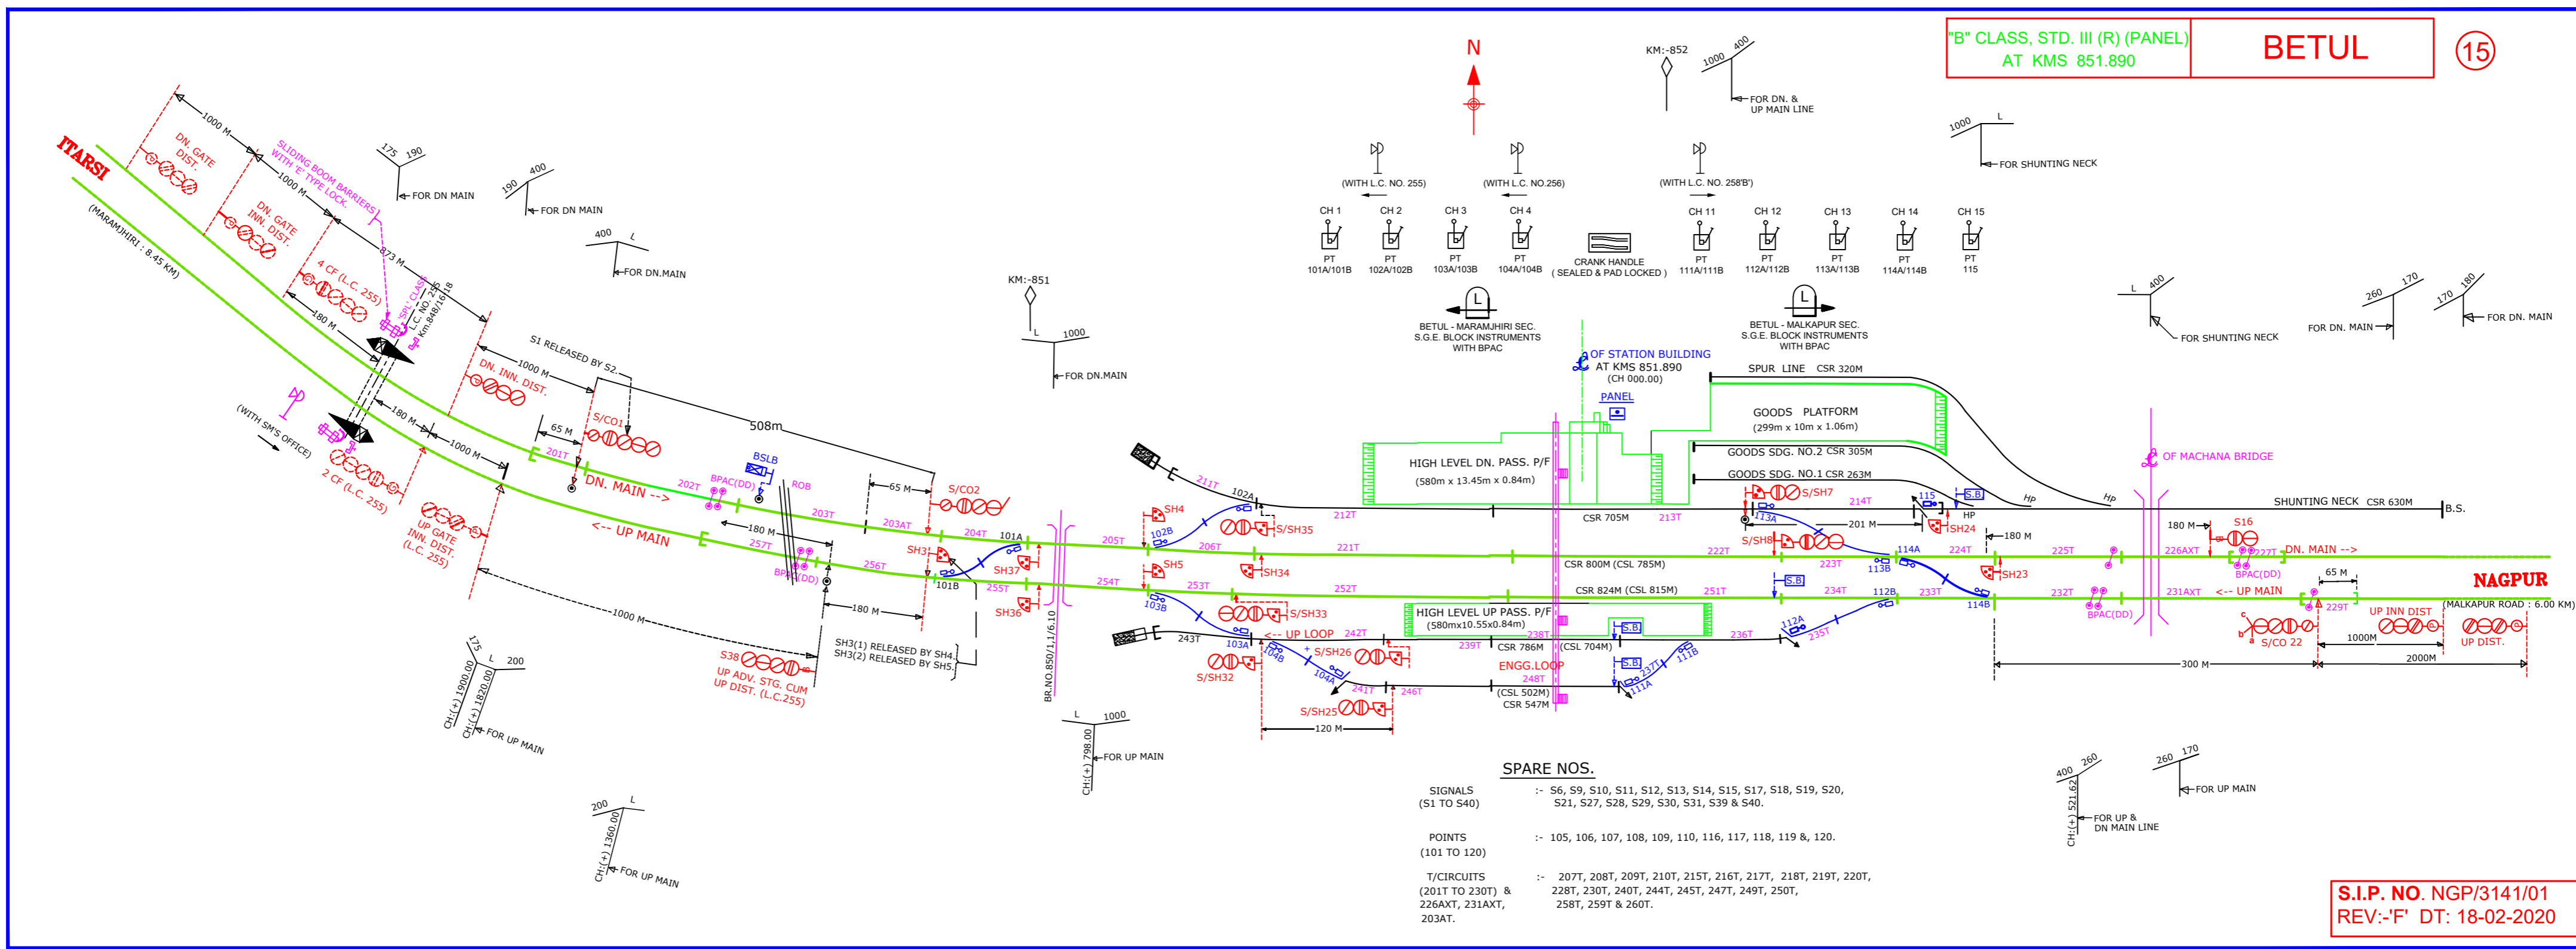 "B" CLASS, STD. III (R) (PANEL)
AT KMS 851.890
BETUL
15
N
KM:-852
1000 400
FOR DN. &
UP MAIN LINE
1000 L
FOR SHUNTING NECK
ITARSI
(MARAMJHIRI : 8.45 KM)
1000 M
DN. GATE
DIST.
1000 M
DN. GATE
INN. DIST.
SLIDING BOOM BARRIERS
WITH 'E' TYPE LOCK.
873 M
4 CF (L.C. 255)
180 M
'SPL' CLASS
L.C. NO. 255
Km.848/16-18
175 190
FOR DN MAIN
190 400
FOR DN MAIN
400 L
FOR DN.MAIN
KM:-851
L 1000
FOR DN.MAIN
(WITH L.C. NO. 255)
(WITH L.C. NO.256)
(WITH L.C. NO. 258'B')
CH 1
PT
101A/101B
CH 2
PT
102A/102B
CH 3
PT
103A/103B
CH 4
PT
104A/104B
CRANK HANDLE
( SEALED & PAD LOCKED )
CH 11
PT
111A/111B
CH 12
PT
112A/112B
CH 13
PT
113A/113B
CH 14
PT
114A/114B
CH 15
PT
115
L
BETUL - MARAMJHIRI SEC.
S.G.E. BLOCK INSTRUMENTS
WITH BPAC
L
BETUL - MALKAPUR SEC.
S.G.E. BLOCK INSTRUMENTS
WITH BPAC
L 400
FOR SHUNTING NECK
260 170
FOR DN. MAIN
170 180
FOR DN. MAIN
OF STATION BUILDING
AT KMS 851.890
(CH 000.00)
PANEL
SPUR LINE CSR 320M
GOODS PLATFORM
(299m x 10m x 1.06m)
GOODS SDG. NO.2 CSR 305M
GOODS SDG. NO.1 CSR 263M
HIGH LEVEL DN. PASS. P/F
(580m x 13.45m x 0.84m)
OF MACHANA BRIDGE
(WITH SM'S OFFICE)
2 CF (L.C. 255)
180 M
1000 M
UP GATE
INN. DIST.
(L.C. 255)
DN. INN. DIST.
1000 M
S1 RELEASED BY S2.
65 M
S/CO1
201T
DN. MAIN -->
<-- UP MAIN
508m
202T
BPAC(DD)
BSLB
ROB
180 M
257T
BPAC(DD)
203T
256T
65 M
203AT
S/CO2
204T
101A
SH3
101B
255T
SH37
SH36
180 M
1000 M
S38
UP ADV. STG. CUM
UP DIST. (L.C.255)
SH3(1) RELEASED BY SH4.
SH3(2) RELEASED BY SH5.
BR.NO.850/1,1/6.10
205T
254T
SH4
102B
SH5
103B
206T
253T
211T
102A
S/SH35
SH34
S/SH33
212T
CSR 705M
213T
221T
CSR 800M (CSL 785M)
222T
252T
CSR 824M (CSL 815M)
251T
S/SH7
214T
113A
201 M
115
S.B.
HP
SH24
HP
HP
SHUNTING NECK CSR 630M
B.S.
S/SH8
223T
114A
113B
224T
180 M
SH23
225T
226AXT
180 M
S16
227T
DN. MAIN -->
BPAC(DD)
NAGPUR
(MALKAPUR ROAD : 6.00 KM)
S.B.
234T
112B
233T
114B
232T
BPAC(DD)
231AXT
<-- UP MAIN
65 M
229T
c
b
a
S/CO 22
UP INN DIST
1000M
UP DIST.
300 M
2000M
HIGH LEVEL UP PASS. P/F
(580mx10.55x0.84m)
243T
103A
<-- UP LOOP
242T
239T
238T
CSR 786M
(CSL 704M)
S.B.
236T
112A
235T
S/SH32
104B
104A
S/SH26
241T
246T
S/SH25
120 M
ENGG.LOOP
248T
(CSL 502M)
CSR 547M
S.B.
237T
111B
111A
175 L 200
CH:(+) 1900.00
CH:(+) 1820.00
FOR UP MAIN
200 L
CH:(+) 1360.00
FOR UP MAIN
L 1000
CH:(+) 798.00
FOR UP MAIN
400 260
CH:(+) 521.62
FOR UP &
DN MAIN LINE
260 170
FOR UP MAIN
SPARE NOS.
SIGNALS :- S6, S9, S10, S11, S12, S13, S14, S15, S17, S18, S19, S20,
(S1 TO S40) S21, S27, S28, S29, S30, S31, S39 & S40.
POINTS :- 105, 106, 107, 108, 109, 110, 116, 117, 118, 119 &, 120.
(101 TO 120)
T/CIRCUITS :- 207T, 208T, 209T, 210T, 215T, 216T, 217T, 218T, 219T, 220T,
(201T TO 230T) & 228T, 230T, 240T, 244T, 245T, 247T, 249T, 250T,
226AXT, 231AXT, 258T, 259T & 260T.
203AT.
S.I.P. NO. NGP/3141/01
REV:-'F' DT: 18-02-2020